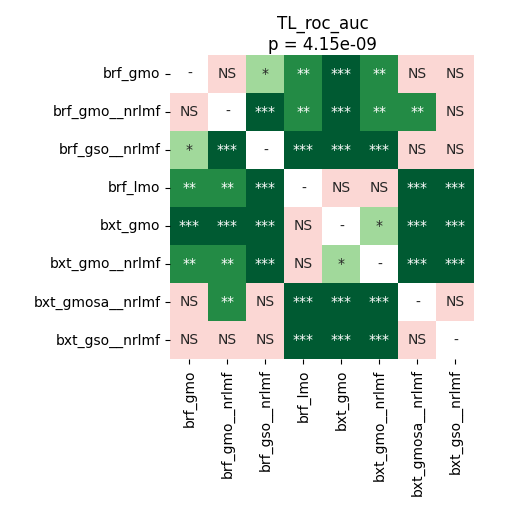 TL_roc_auc
p = 4.15e-09
brf_gmo - NS * ** *** ** NS NS
brf_gmo__nrlmf NS - *** ** *** ** ** NS
brf_gso__nrlmf * *** - *** *** *** NS NS
brf_lmo ** ** *** - NS NS *** ***
bxt_gmo *** *** *** NS - * *** ***
bxt_gmo__nrlmf ** ** *** NS * - *** ***
bxt_gmosa__nrlmf NS ** NS *** *** *** - NS
bxt_gso__nrlmf NS NS NS *** *** *** NS -
brf_gmo
brf_gmo__nrlmf
brf_gso__nrlmf
brf_lmo
bxt_gmo
bxt_gmo__nrlmf
bxt_gmosa__nrlmf
bxt_gso__nrlmf